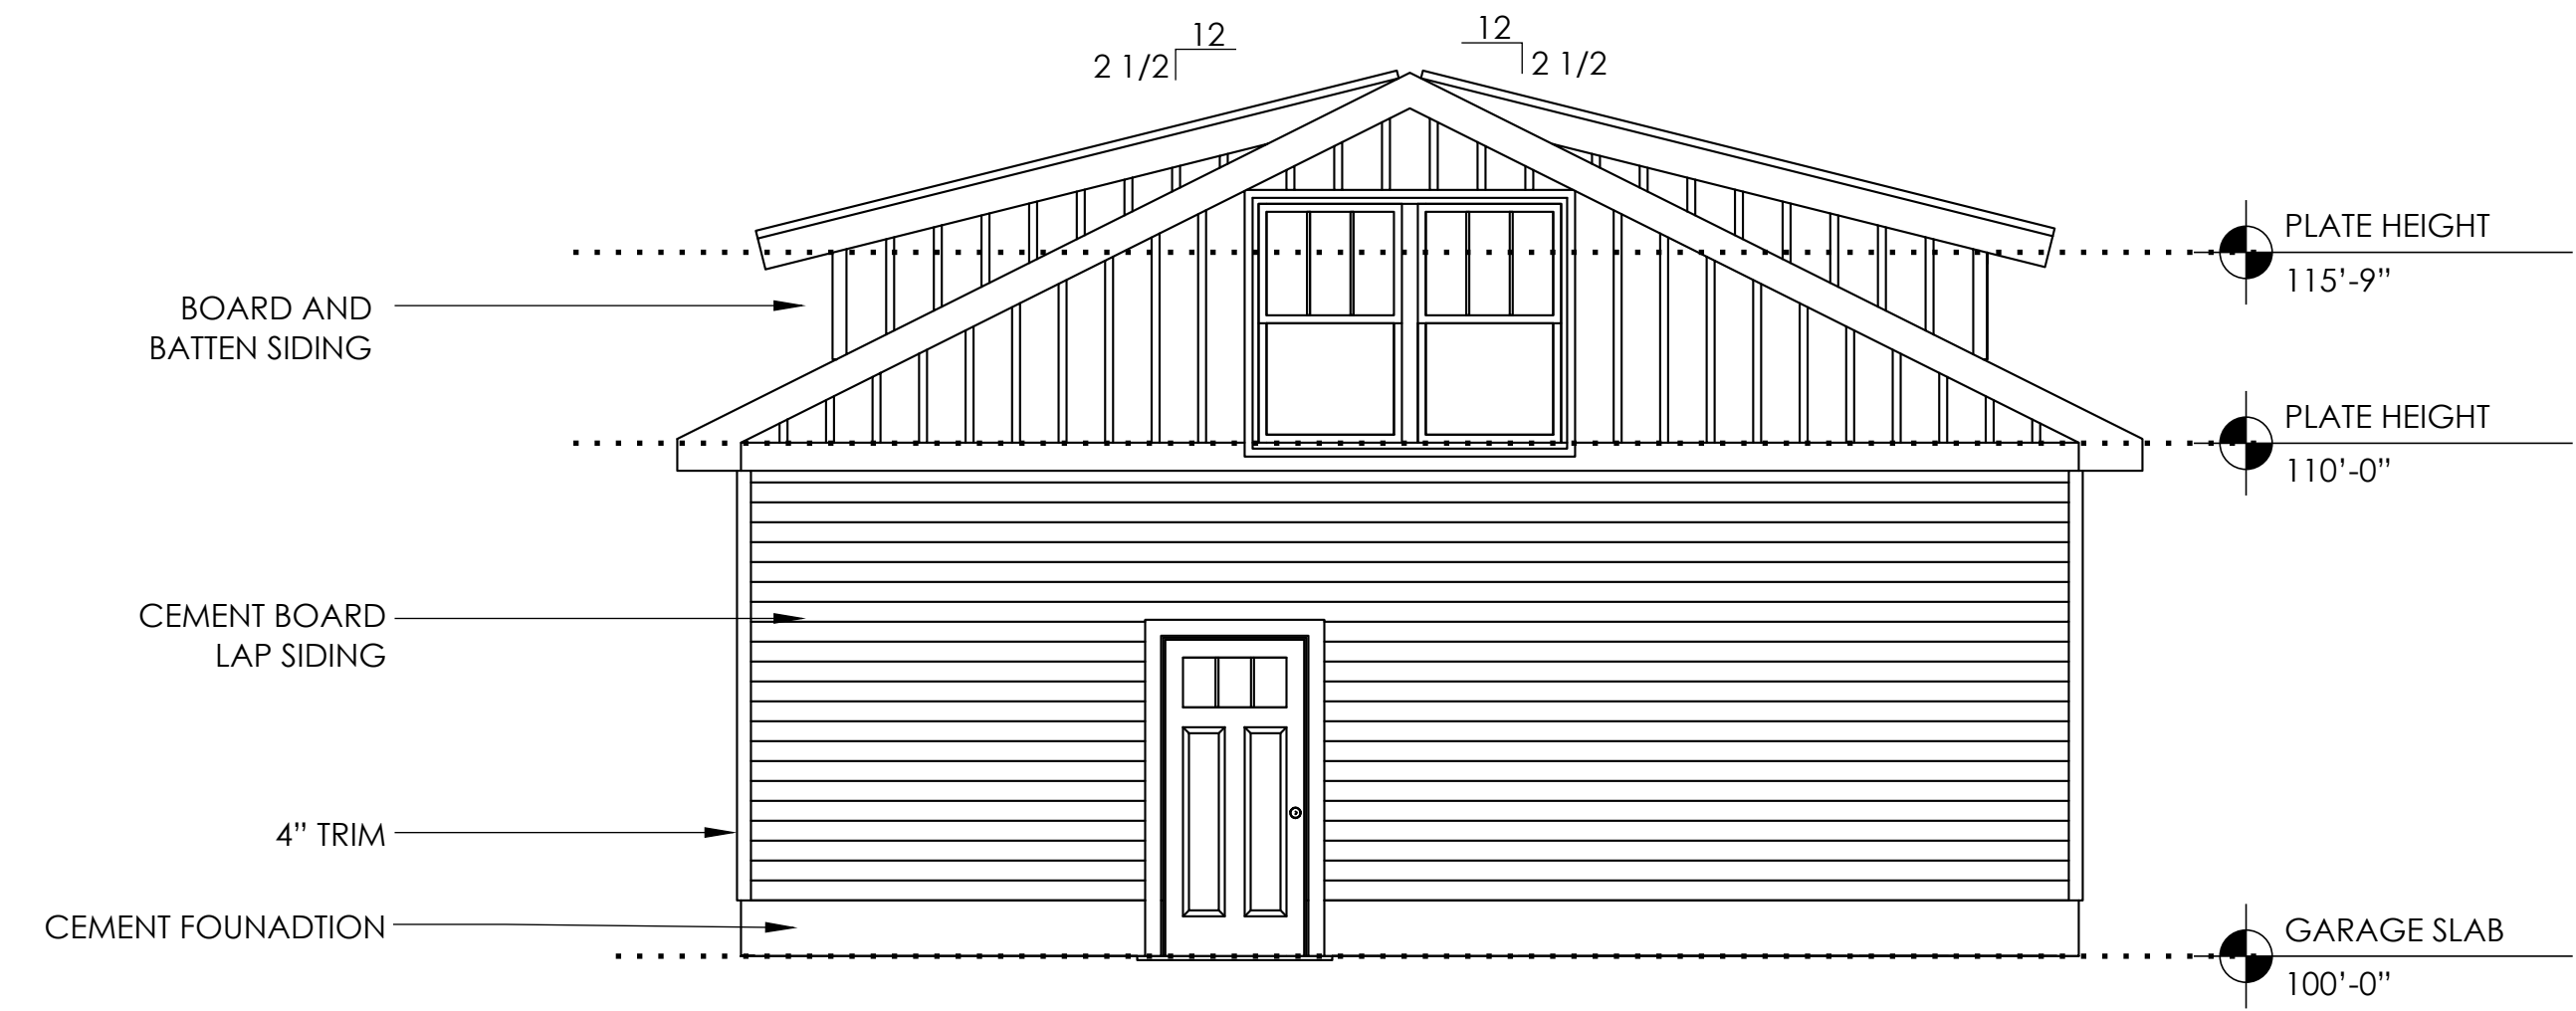 12
2 1/2
12
2 1/2
PLATE HEIGHT
115’-9”
BOARD AND
BATTEN SIDING
PLATE HEIGHT
110’-0”
CEMENT BOARD
LAP SIDING
4” TRIM
CEMENT FOUNADTION
GARAGE SLAB
100’-0”